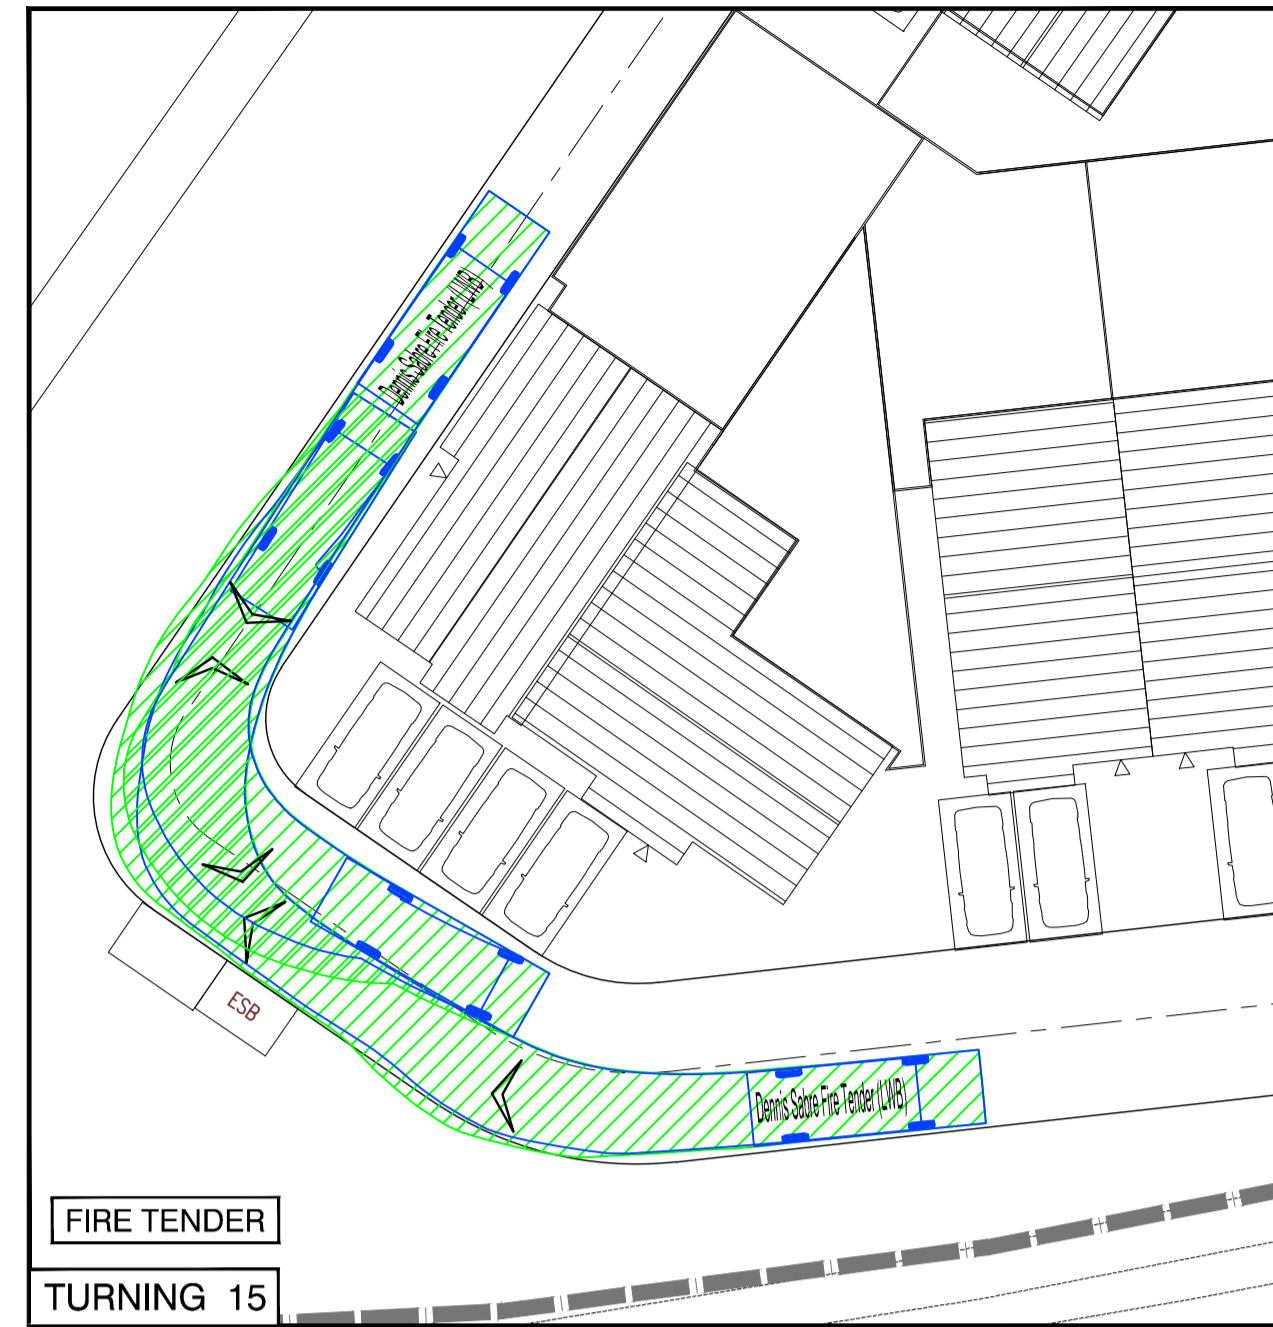 Dennis Sabre Fire Tender (LWB)
ESB
Dennis Sabre Fire Tender (LWB)
FIRE TENDER
TURNING 15